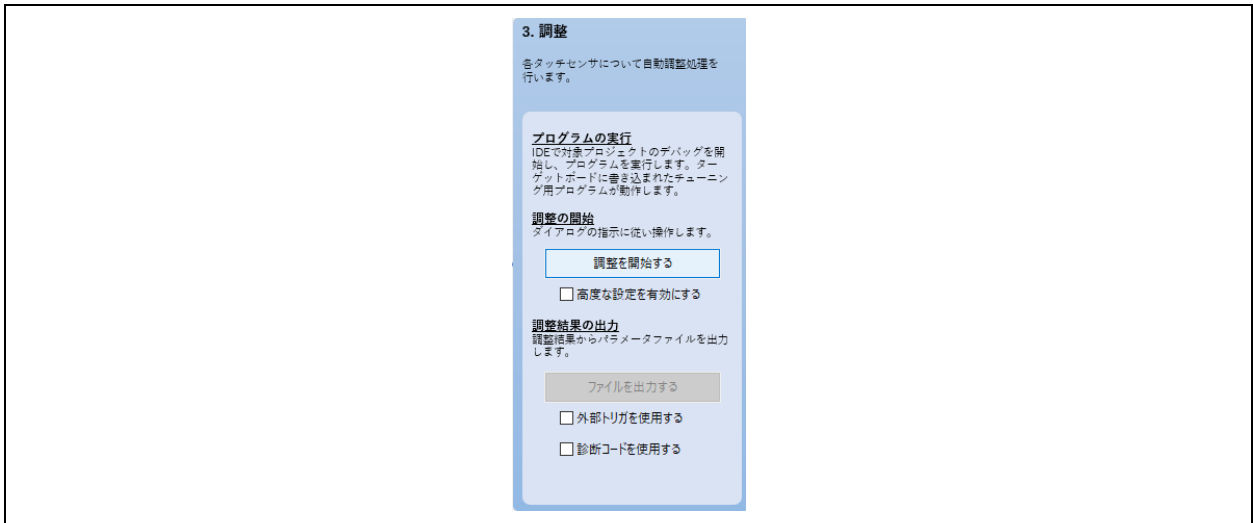 3. 調整
各タッチセンサについて自動調整処理を
行います。
プログラムの実行
IDEで対象プロジェクトのデバッグを開
始し、プログラムを実行します。ター
ゲットボードに書き込まれたチューニン
グ用プログラムが動作します。
調整の開始
ダイアログの指示に従い操作します。
調整を開始する
高度な設定を有効にする
調整結果の出力
調整結果からパラメータファイルを出力
します。
ファイルを出力する
外部トリガを使用する
診断コードを使用する